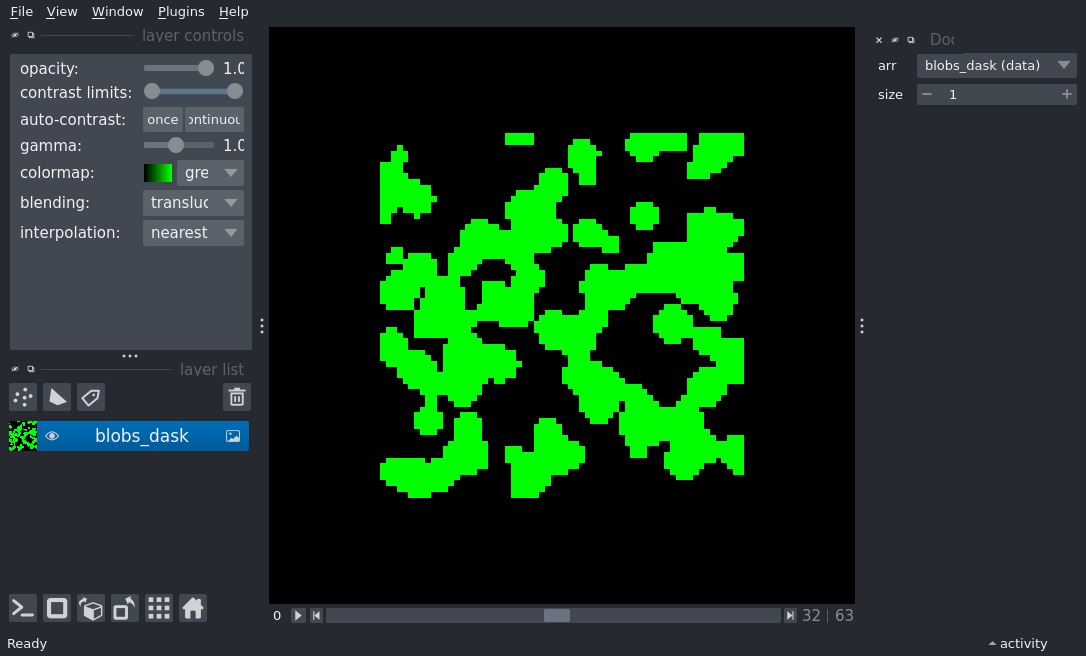 File View Window Plugins Help
layer controls
opacity: 1.0
contrast limits:
auto-contrast: once ontinuou
gamma: 1.0
colormap: gre
blending: transluc
interpolation: nearest
layer list
blobs_dask
0 32 | 63
Doc
arr blobs_dask (data)
size 1
Ready
activity